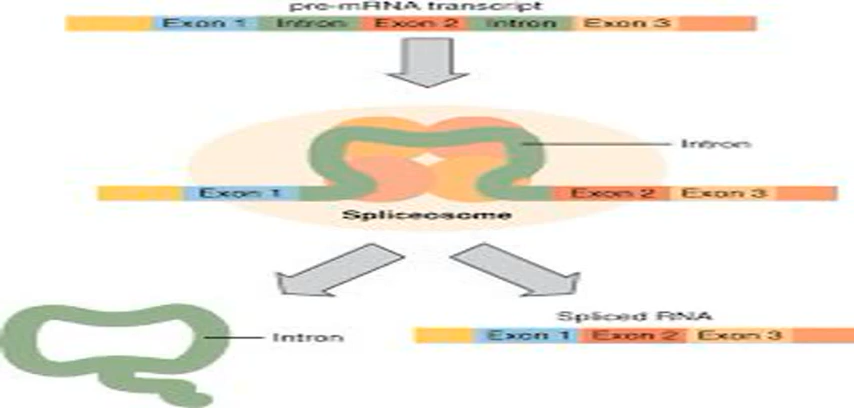 pre-mRNA transcript
Exon 1 Intron Exon 2 Intron Exon 3
Intron
Exon 1 Exon 2 Exon 3
Spliceosome
Spliced RNA
Intron Exon 1 Exon 2 Exon 3